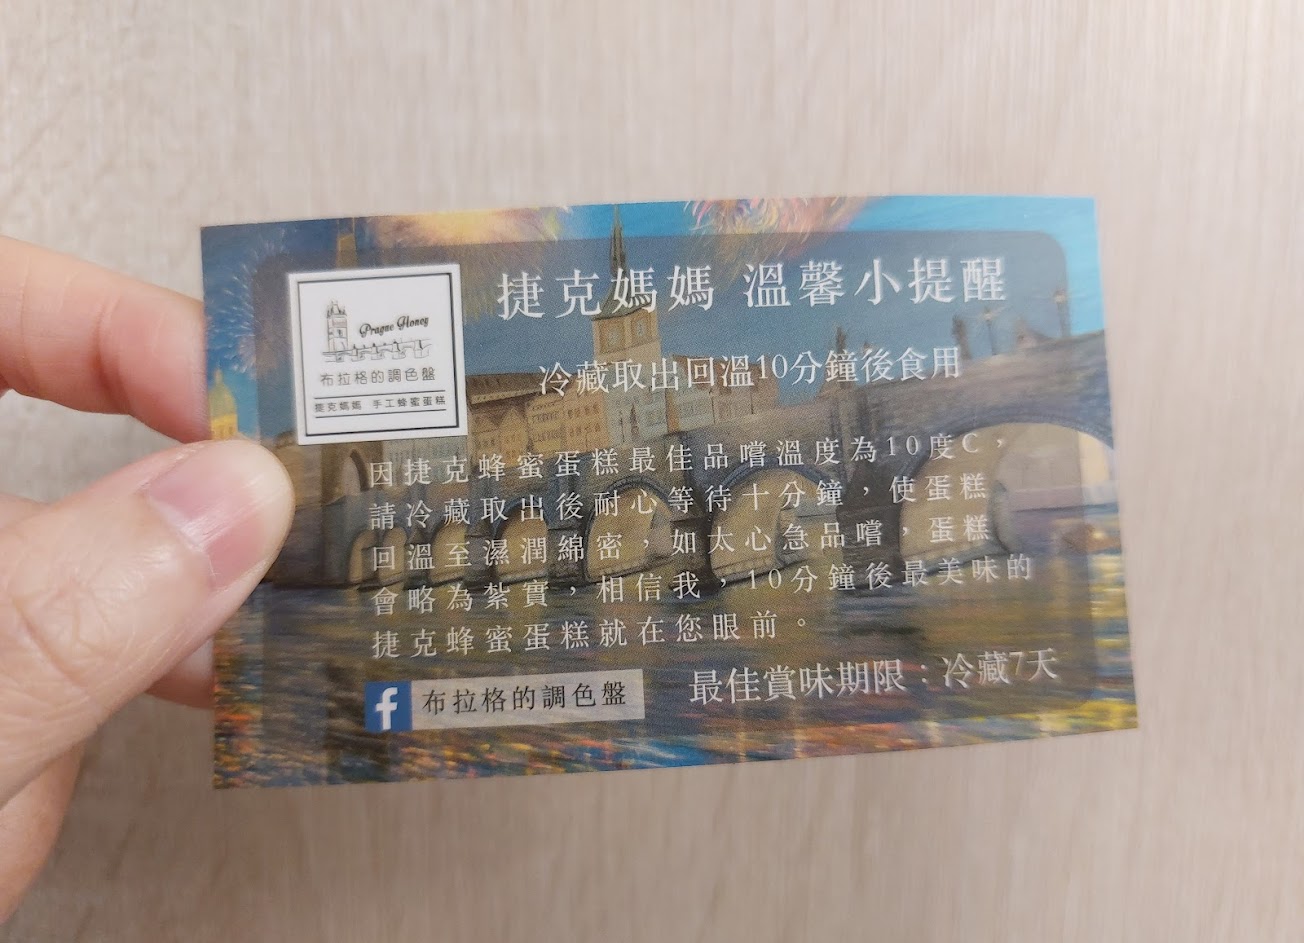 捷克媽媽 溫馨小提醒
Prague Honey
布拉格的調色盤
捷克媽媽 手工蜂蜜蛋糕
冷藏取出回溫10分鐘後食用
因捷克蜂蜜蛋糕最佳品嚐溫度為10度C，
請冷藏取出後耐心等待十分鐘，使蛋糕
回溫至濕潤綿密，如太心急品嚐，蛋糕
會略為紮實，相信我，10分鐘後最美味的
捷克蜂蜜蛋糕就在您眼前。
f 布拉格的調色盤
最佳賞味期限：冷藏7天